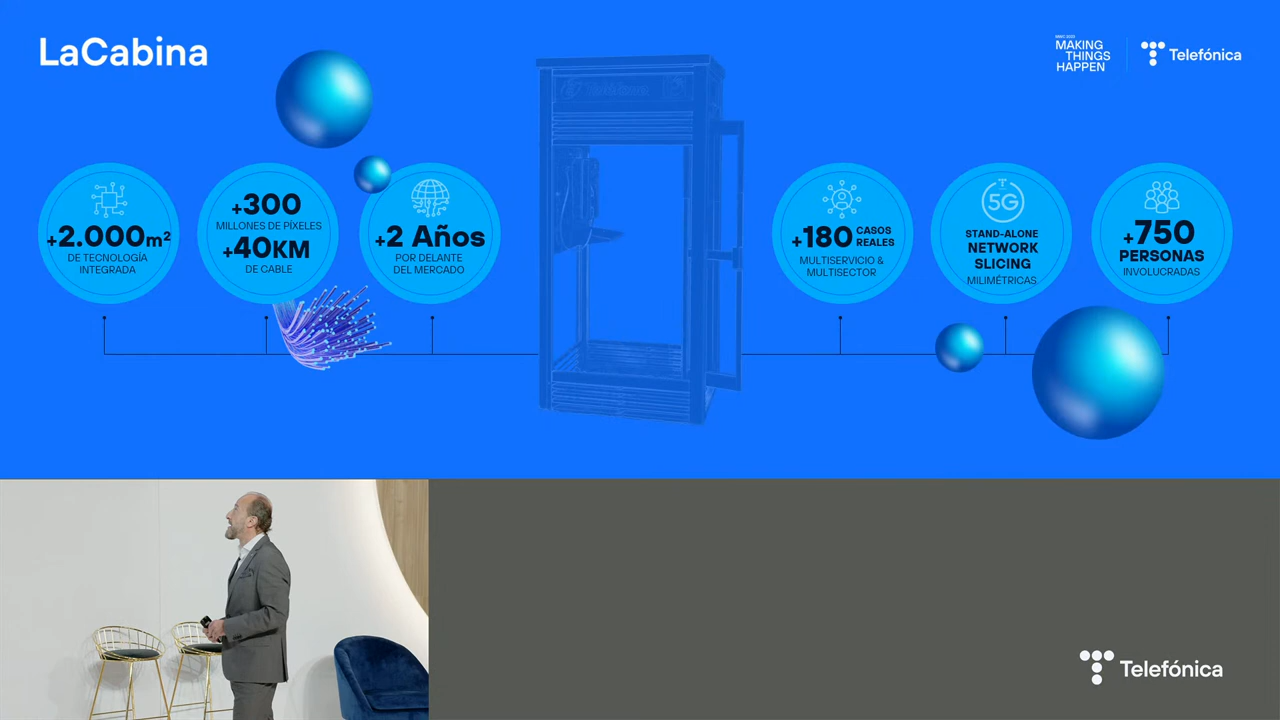 LaCabina
MWC 2023
MAKING
THINGS
HAPPEN
Telefónica
+2.000m²
DE TECNOLOGÍA
INTEGRADA
+300
MILLONES DE PÍXELES
+40KM
DE CABLE
+2 Años
POR DELANTE
DEL MERCADO
+180 CASOS
REALES
MULTISERVICIO &
MULTISECTOR
5G
STAND-ALONE
NETWORK
SLICING
MILIMÉTRICAS
+750
PERSONAS
INVOLUCRADAS
Telefónica